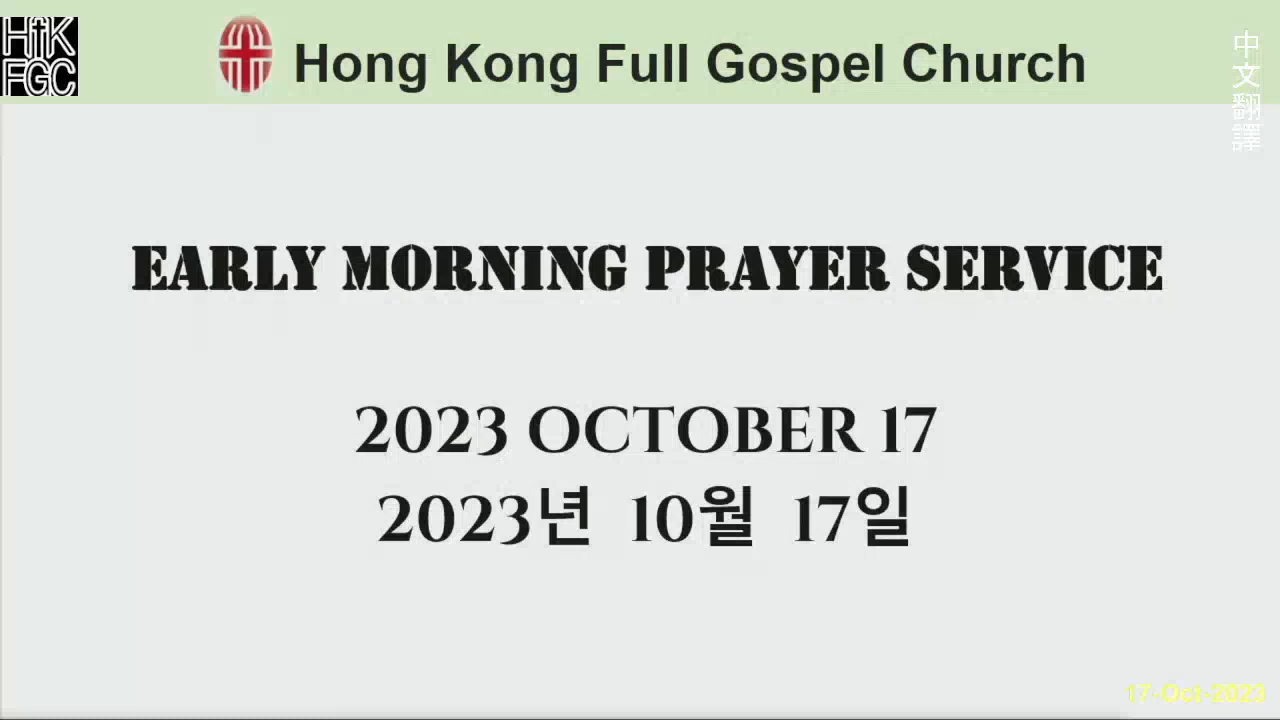 H†K
FGC
Hong Kong Full Gospel Church
中文翻譯
EARLY MORNING PRAYER SERVICE
2023 OCTOBER 17
2023년 10월 17일
17-Oct-2023